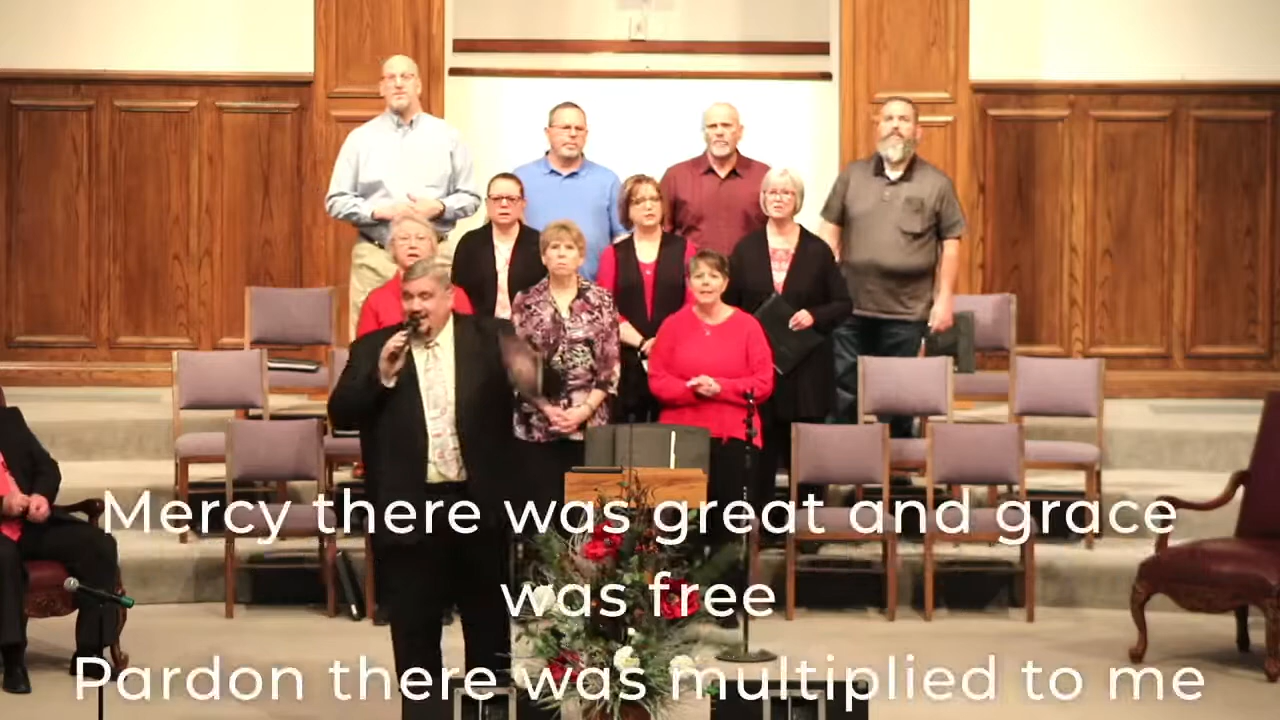 Mercy there was great and grace
was free
Pardon there was multiplied to me